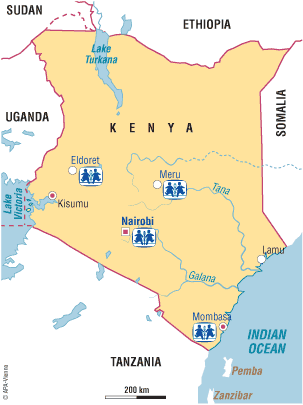 SUDAN
ETHIOPIA
Lake
Turkana
UGANDA
KENYA
SOMALIA
Eldoret
Meru
Tana
Lake
Victoria
Kisumu
Nairobi
Lamu
Galana
Mombasa
INDIAN
OCEAN
TANZANIA
Pemba
200 km
Zanzibar
© APA-Vienna